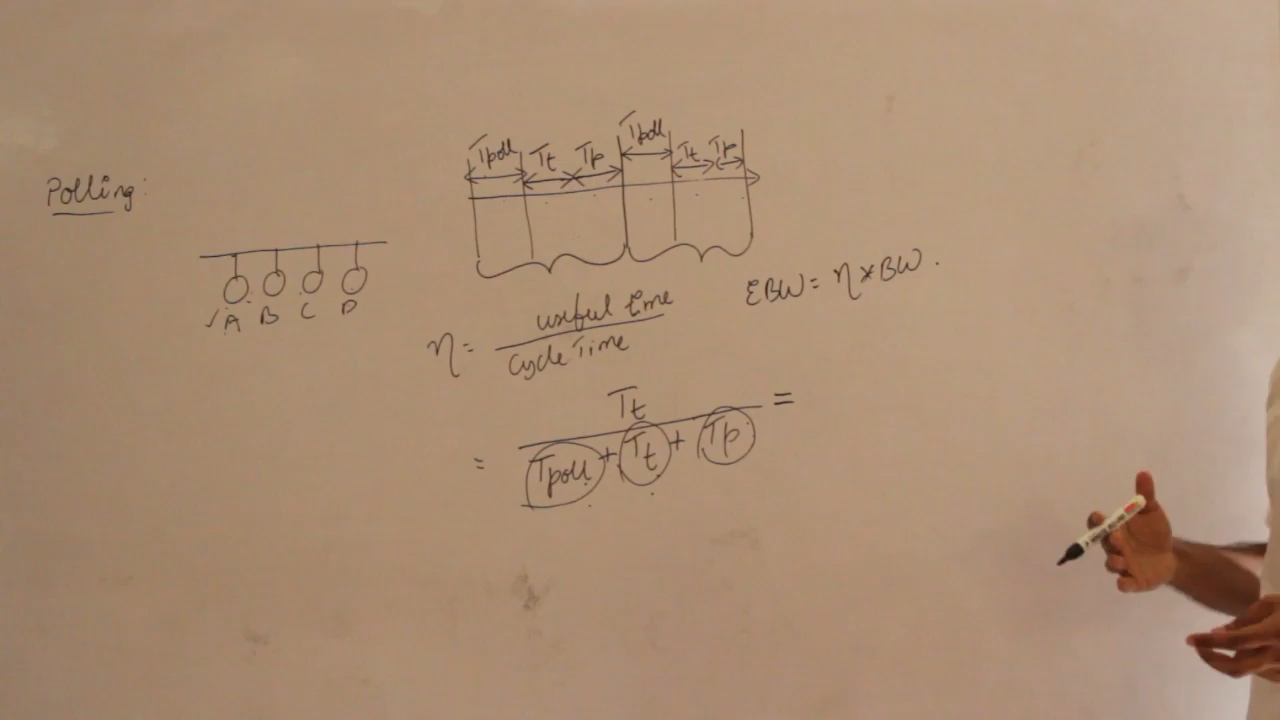 Polling:
Tpoll Tt Tp Tpoll Tt Tp
A B C D
η = useful time / Cycle Time
EBW = η * BW.
= Tt / Tpoll + Tt + Tp =